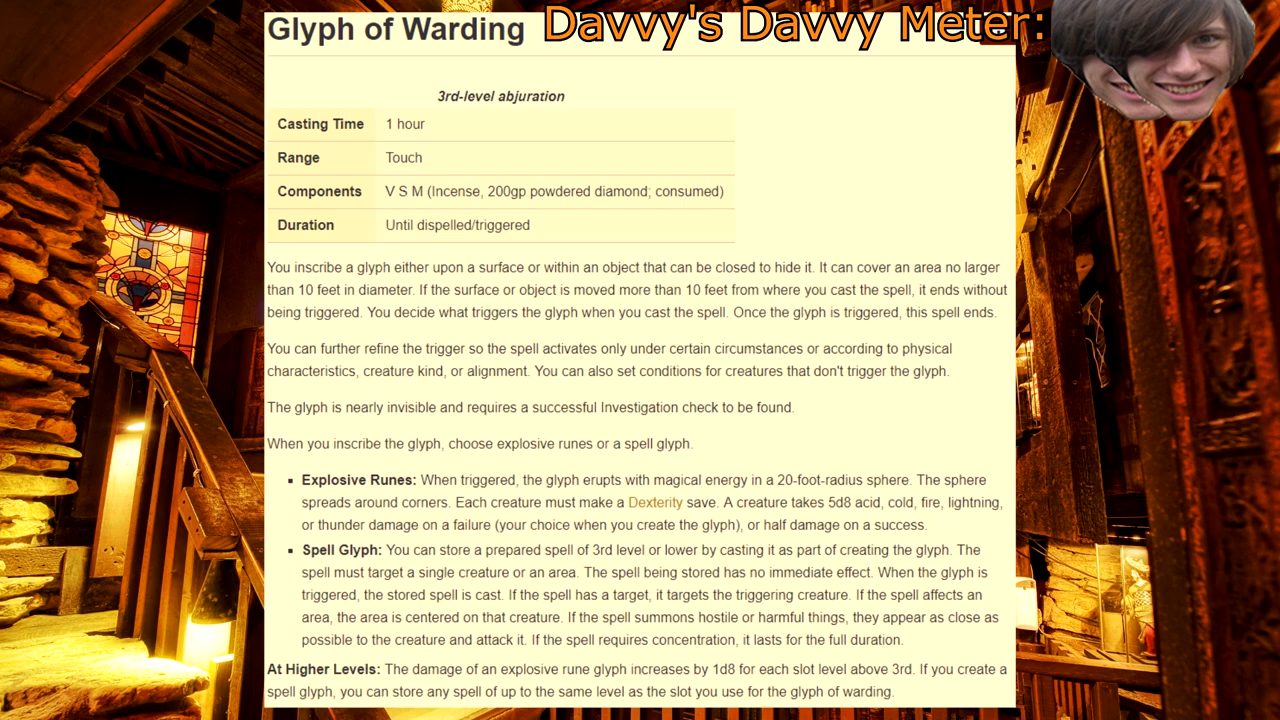 Glyph of Warding
Davvy's Davvy Meter:
3rd-level abjuration
Casting Time 1 hour
Range Touch
Components V S M (Incense, 200gp powdered diamond; consumed)
Duration Until dispelled/triggered
You inscribe a glyph either upon a surface or within an object that can be closed to hide it. It can cover an area no larger
than 10 feet in diameter. If the surface or object is moved more than 10 feet from where you cast the spell, it ends without
being triggered. You decide what triggers the glyph when you cast the spell. Once the glyph is triggered, this spell ends.
You can further refine the trigger so the spell activates only under certain circumstances or according to physical
characteristics, creature kind, or alignment. You can also set conditions for creatures that don't trigger the glyph.
The glyph is nearly invisible and requires a successful Investigation check to be found.
When you inscribe the glyph, choose explosive runes or a spell glyph.
▪ Explosive Runes: When triggered, the glyph erupts with magical energy in a 20-foot-radius sphere. The sphere
spreads around corners. Each creature must make a Dexterity save. A creature takes 5d8 acid, cold, fire, lightning,
or thunder damage on a failure (your choice when you create the glyph), or half damage on a success.
▪ Spell Glyph: You can store a prepared spell of 3rd level or lower by casting it as part of creating the glyph. The
spell must target a single creature or an area. The spell being stored has no immediate effect. When the glyph is
triggered, the stored spell is cast. If the spell has a target, it targets the triggering creature. If the spell affects an
area, the area is centered on that creature. If the spell summons hostile or harmful things, they appear as close as
possible to the creature and attack it. If the spell requires concentration, it lasts for the full duration.
At Higher Levels: The damage of an explosive rune glyph increases by 1d8 for each slot level above 3rd. If you create a
spell glyph, you can store any spell of up to the same level as the slot you use for the glyph of warding.